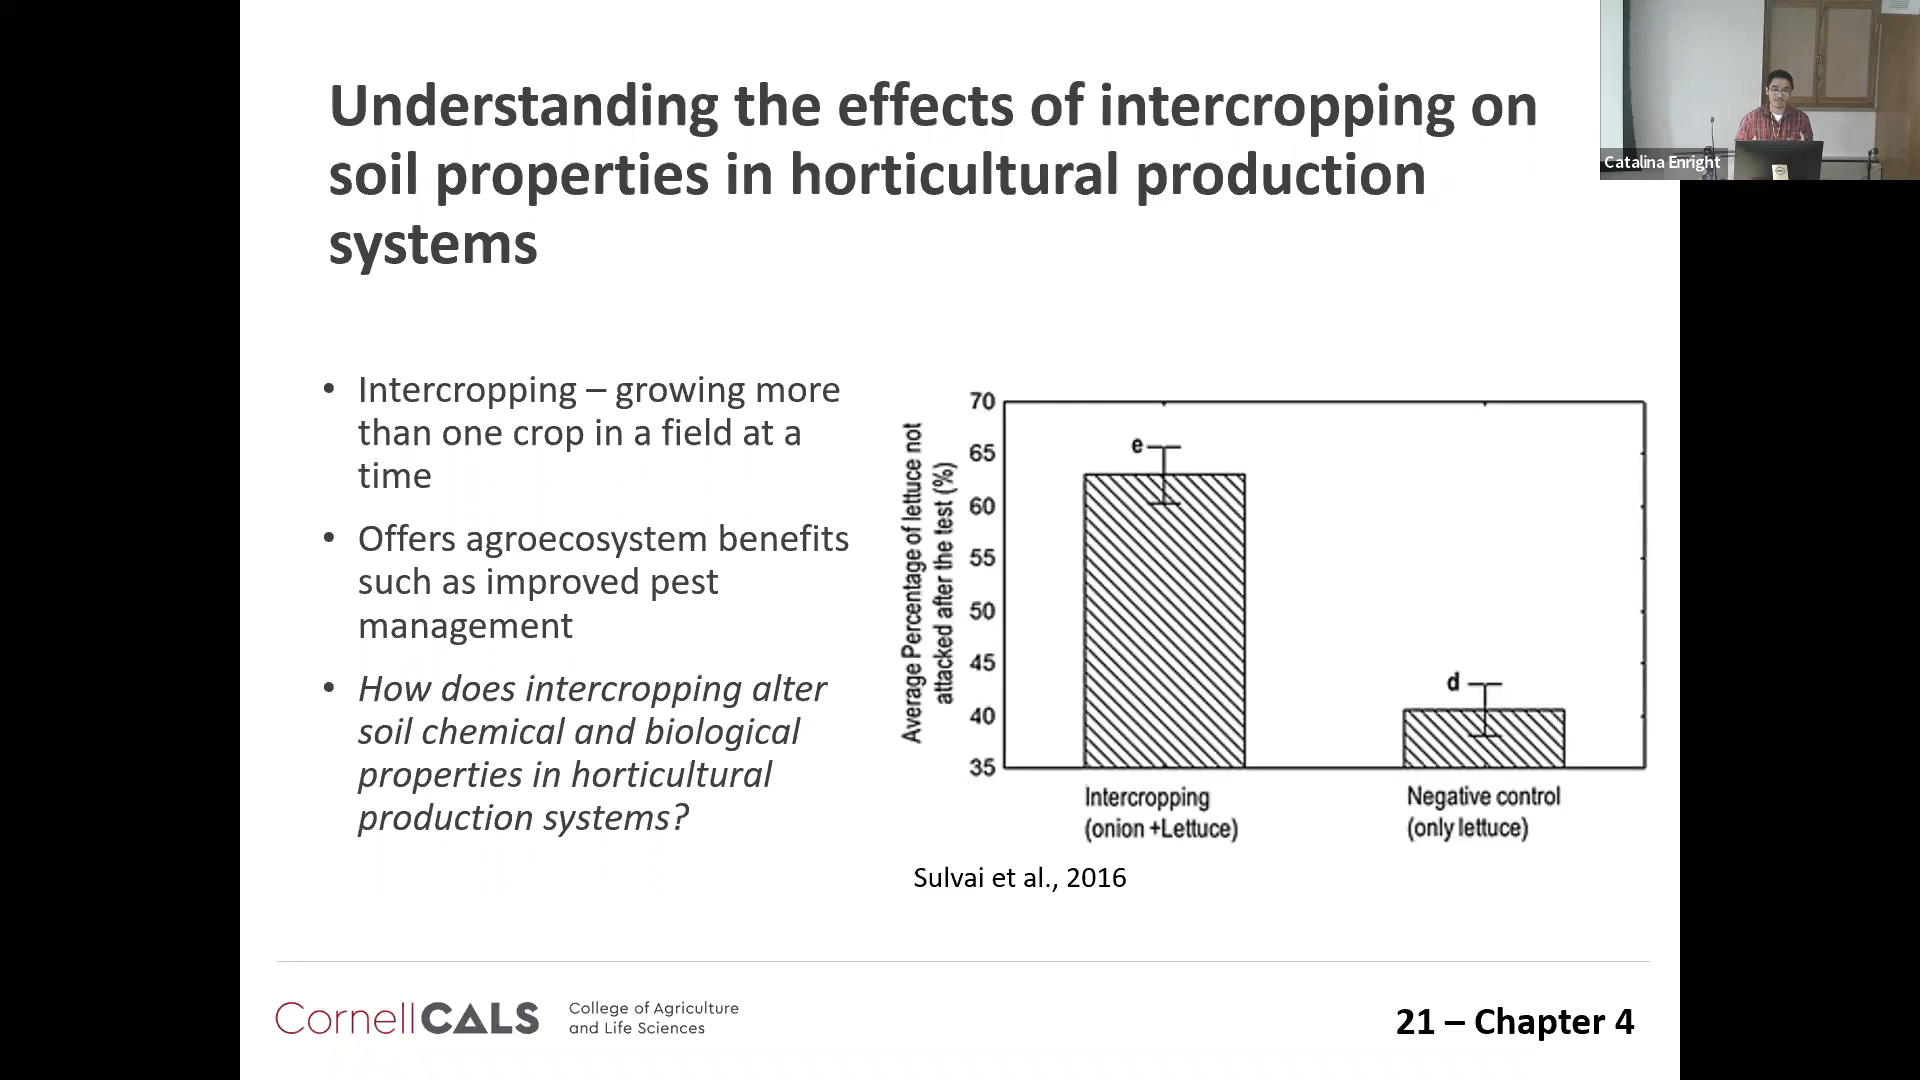 Understanding the effects of intercropping on
soil properties in horticultural production
systems
Catalina Enright
• Intercropping – growing more
than one crop in a field at a
time
• Offers agroecosystem benefits
such as improved pest
management
• How does intercropping alter
soil chemical and biological
properties in horticultural
production systems?
Average Percentage of lettuce not
attacked after the test (%)
70
65
60
55
50
45
40
35
e
d
Intercropping
(onion +Lettuce)
Negative control
(only lettuce)
Sulvai et al., 2016
CornellCALS
College of Agriculture
and Life Sciences
21 – Chapter 4